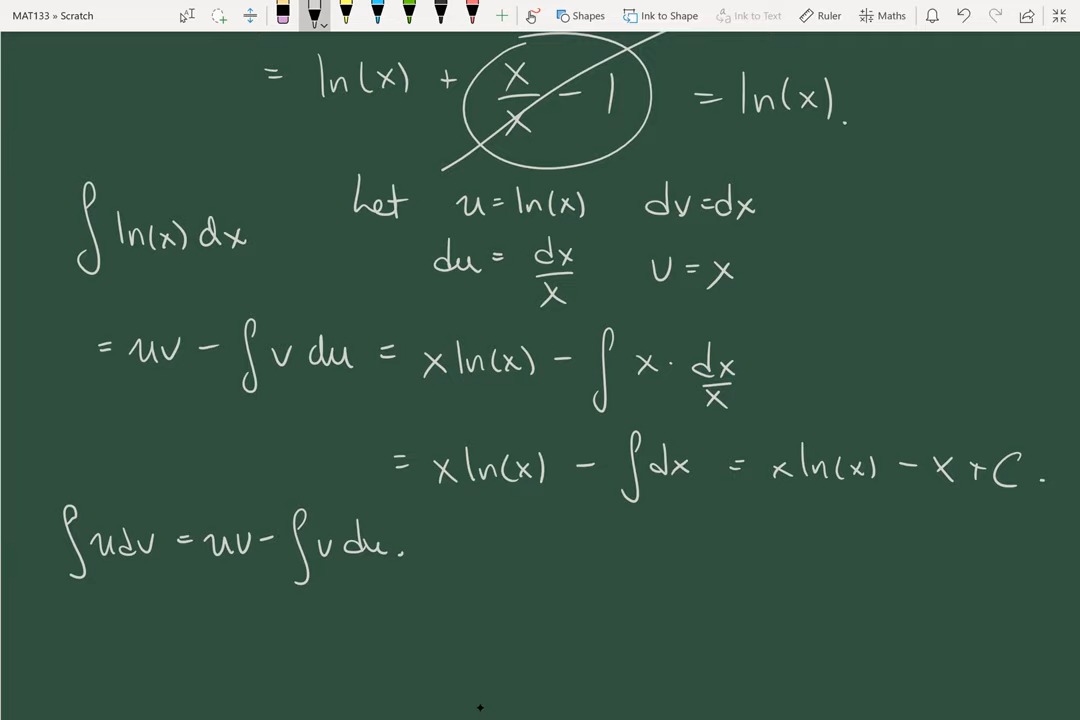 MAT133 » Scratch Shapes Ink to Shape Ink to Text Ruler Maths
= ln(x) + x/x - 1 = ln(x).
∫ ln(x) dx Let u = ln(x) dv = dx
du = dx/x v = x
= uv - ∫ v du = x ln(x) - ∫ x · dx/x
= x ln(x) - ∫ dx = x ln(x) - x + C.
∫ u dv = uv - ∫ v du.